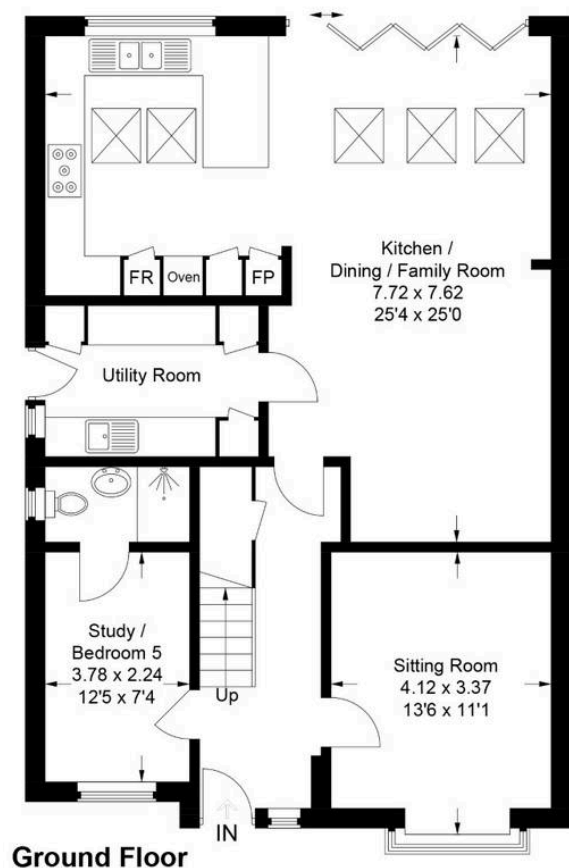 Kitchen /
Dining / Family Room
7.72 x 7.62
25'4 x 25'0
FR
Oven
FP
Utility Room
Study /
Bedroom 5
3.78 x 2.24
12'5 x 7'4
Up
Sitting Room
4.12 x 3.37
13'6 x 11'1
IN
Ground Floor